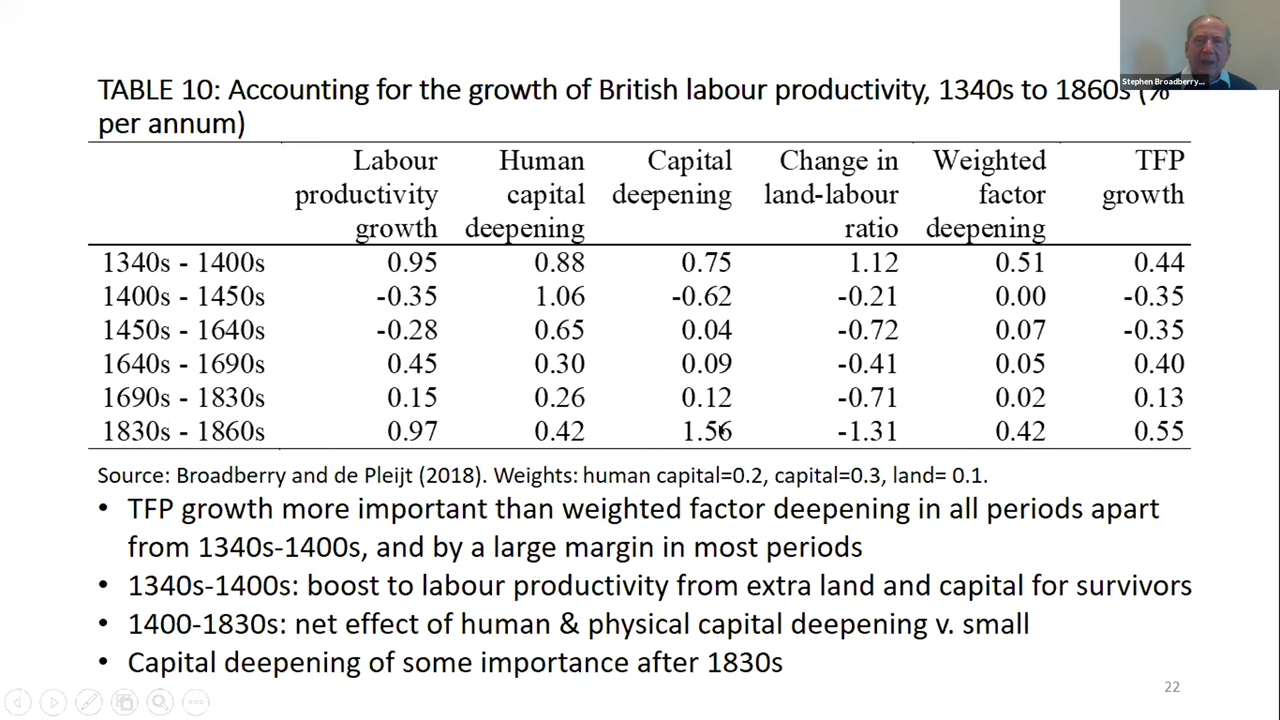 Stephen Broadberry...
TABLE 10: Accounting for the growth of British labour productivity, 1340s to 1860s (%
per annum)
Labour productivity growth Human capital deepening Capital deepening Change in land-labour ratio Weighted factor deepening TFP growth
1340s - 1400s 0.95 0.88 0.75 1.12 0.51 0.44
1400s - 1450s -0.35 1.06 -0.62 -0.21 0.00 -0.35
1450s - 1640s -0.28 0.65 0.04 -0.72 0.07 -0.35
1640s - 1690s 0.45 0.30 0.09 -0.41 0.05 0.40
1690s - 1830s 0.15 0.26 0.12 -0.71 0.02 0.13
1830s - 1860s 0.97 0.42 1.56 -1.31 0.42 0.55
Source: Broadberry and de Pleijt (2018). Weights: human capital=0.2, capital=0.3, land= 0.1.
• TFP growth more important than weighted factor deepening in all periods apart
from 1340s-1400s, and by a large margin in most periods
• 1340s-1400s: boost to labour productivity from extra land and capital for survivors
• 1400-1830s: net effect of human & physical capital deepening v. small
• Capital deepening of some importance after 1830s
22